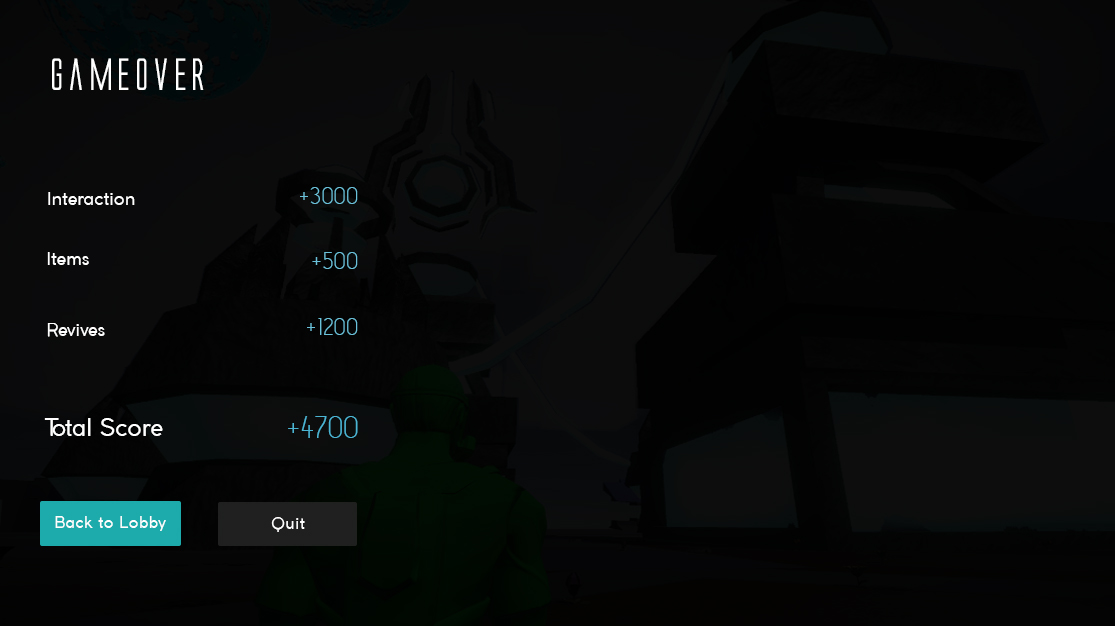 GAMEOVER
Interaction +3000
Items +500
Revives +1200
Total Score +4700
Back to Lobby Quit